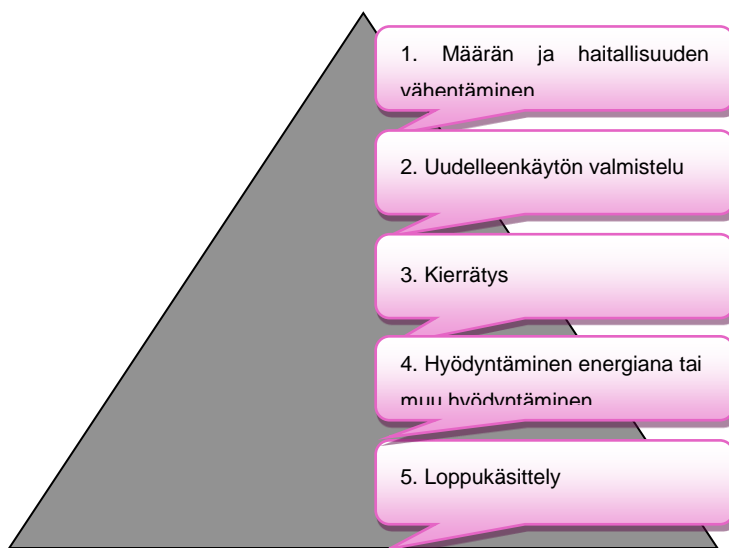 1. Määrän ja haitallisuuden
vähentäminen
2. Uudelleenkäytön valmistelu
3. Kierrätys
4. Hyödyntäminen energiana tai
muu hyödyntäminen
5. Loppukäsittely